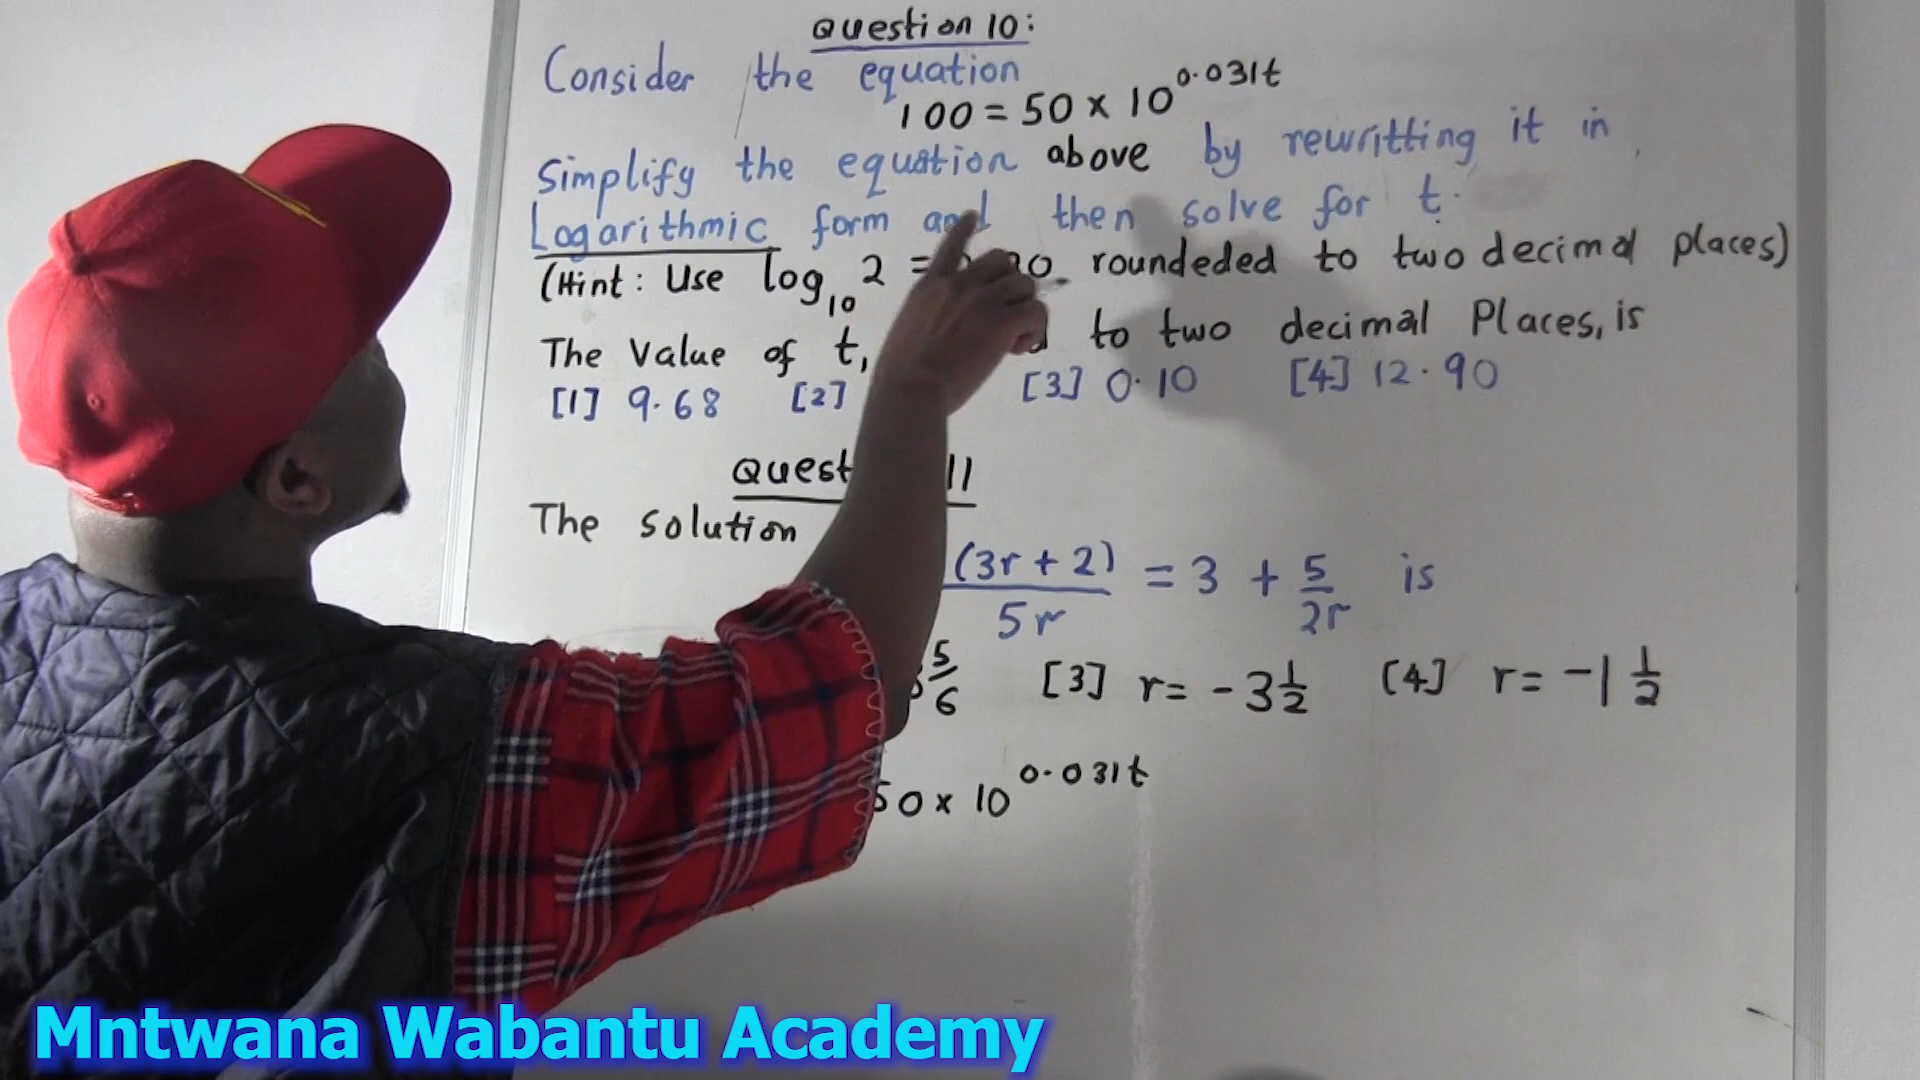 Question 10:
Consider the equation
100 = 50 × 10^0.031t
Simplify the equation above by rewritting it in
Logarithmic form and then solve for t.
(Hint: Use log₁₀ 2 = roundeded to two decimal places)
The Value of t, to two decimal Places, is
[1] 9.68 [2] [3] 0.10 [4] 12.90
11
The solution
(3r + 2)/5r = 3 + 5/2r is
5/6 [3] r = -3 1/2 [4] r = -1 1/2
50 × 10^0.031t
Mntwana Wabantu Academy